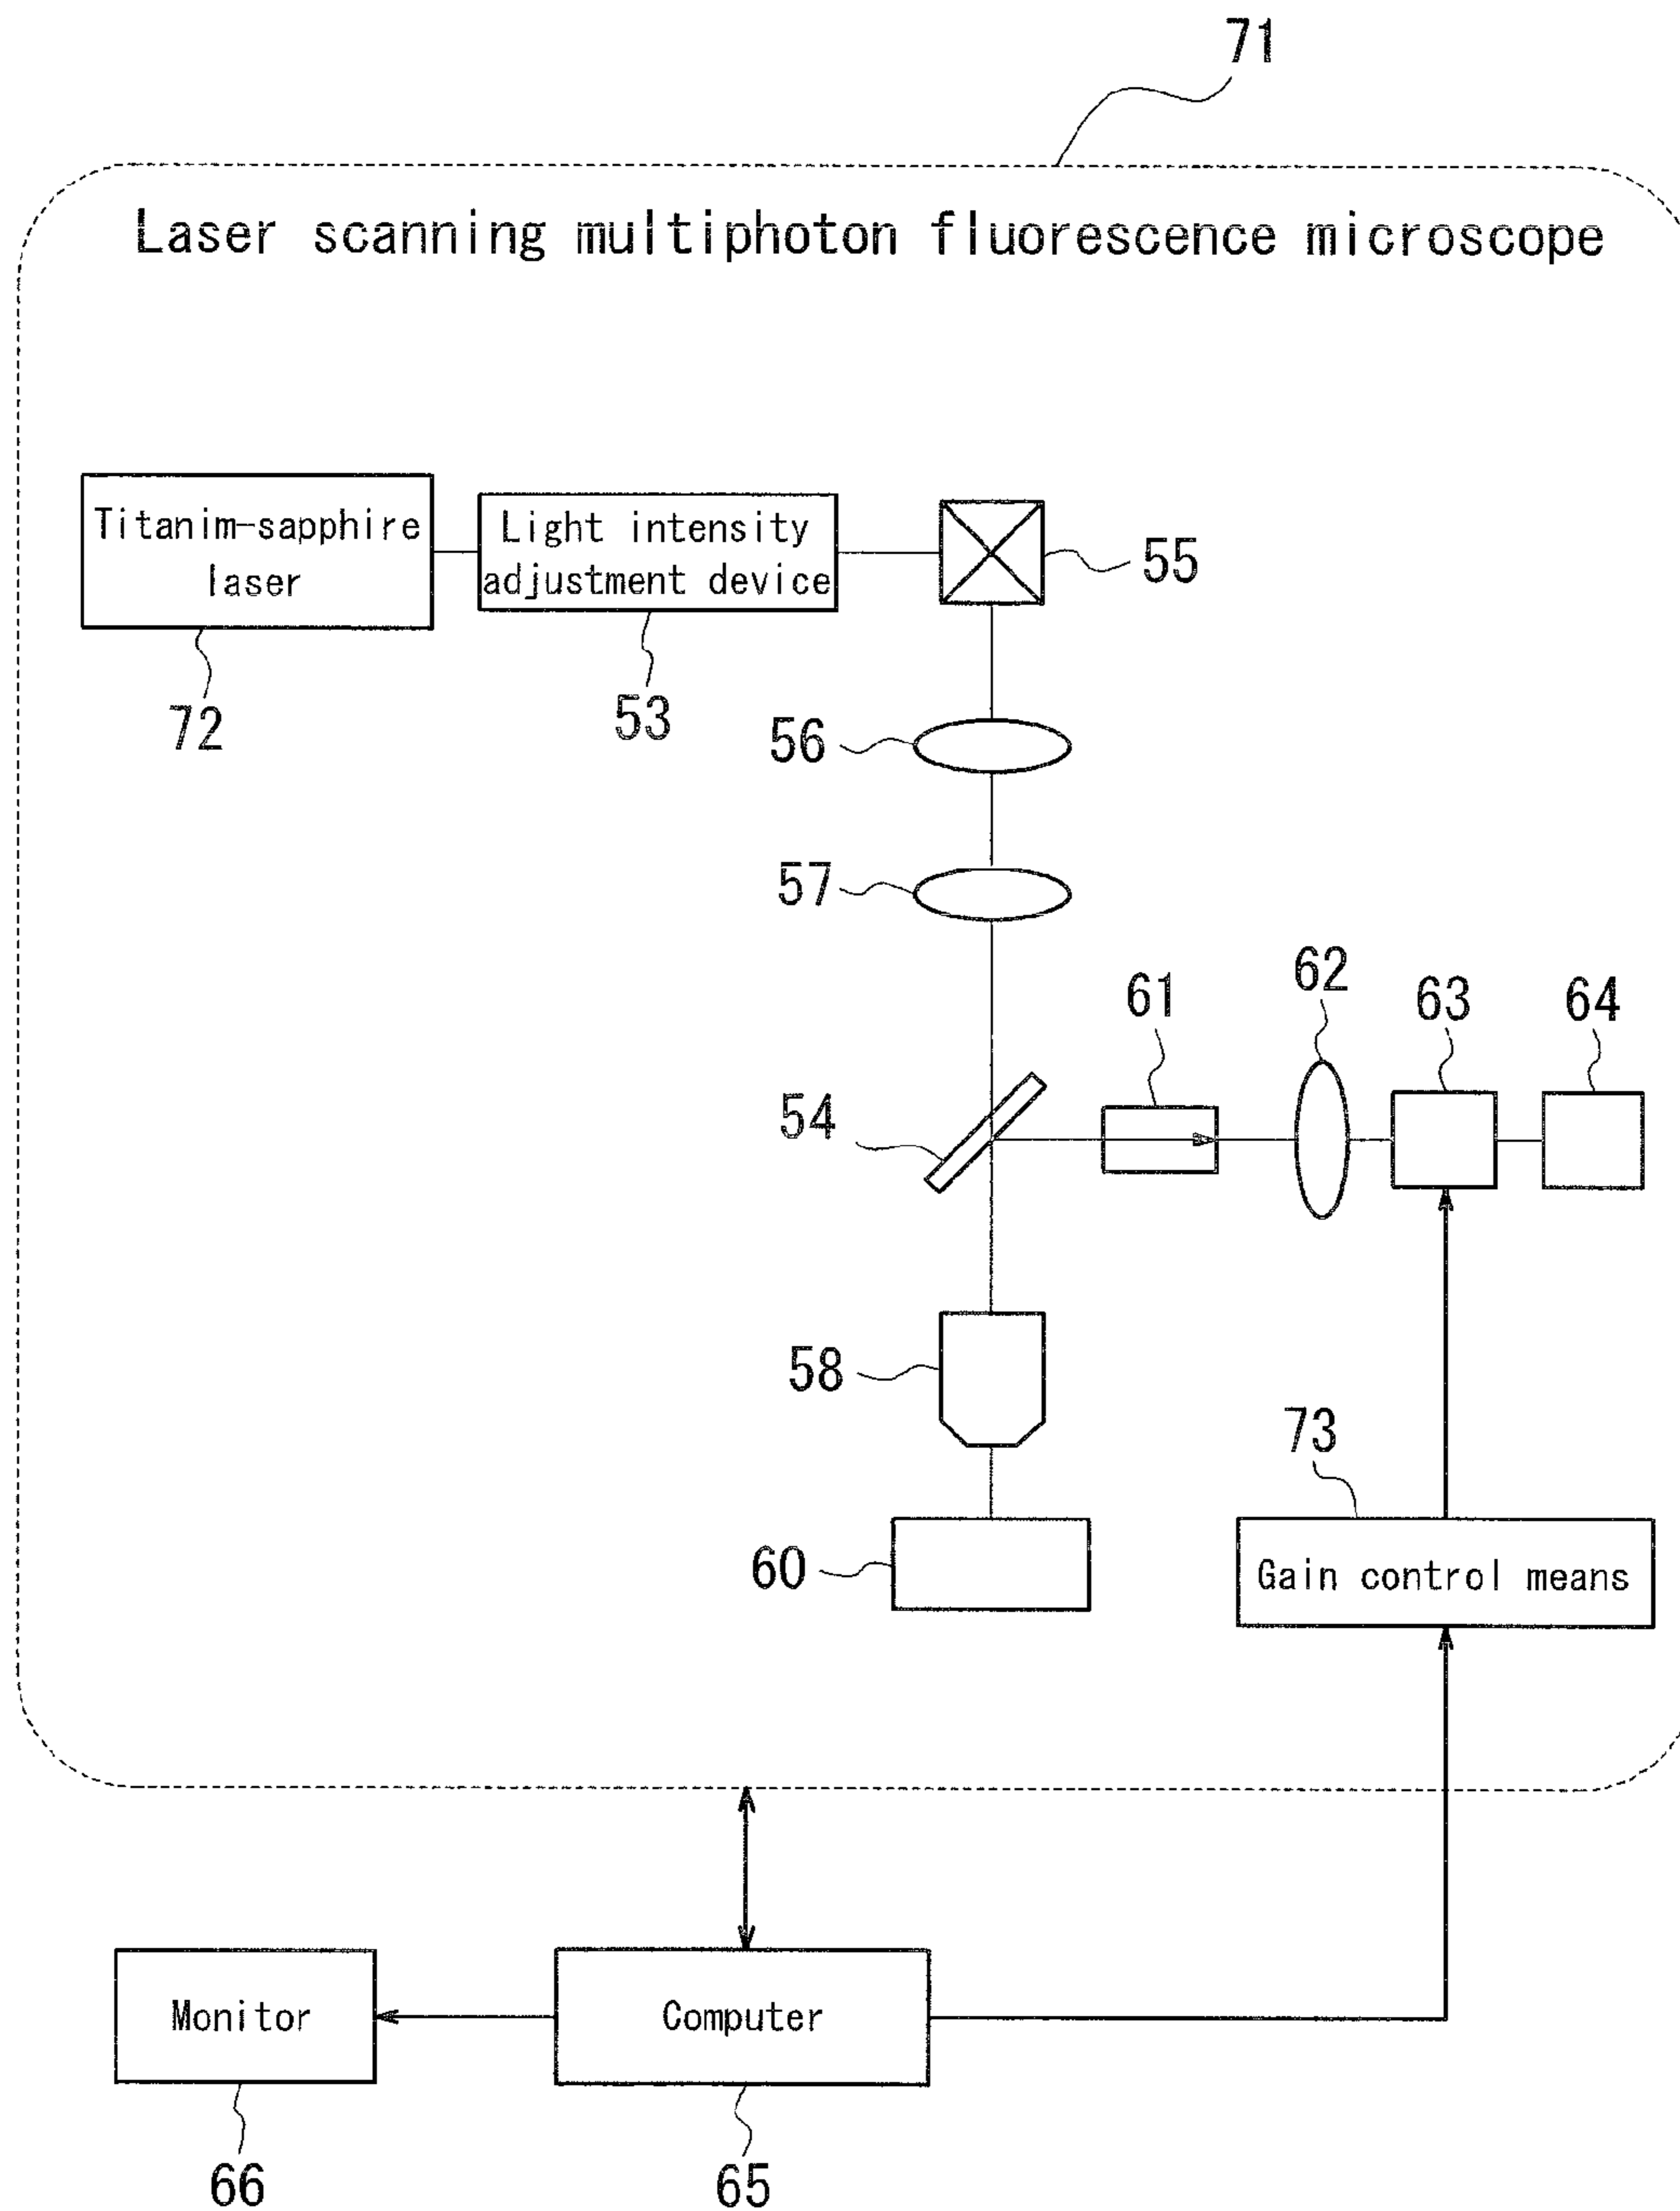 71
Laser scanning multiphoton fluorescence microscope
Titanim-sapphire
laser
Light intensity
adjustment device
55
72
53
56
57
61
62
63
64
54
58
73
60
Gain control means
Monitor
Computer
66
65